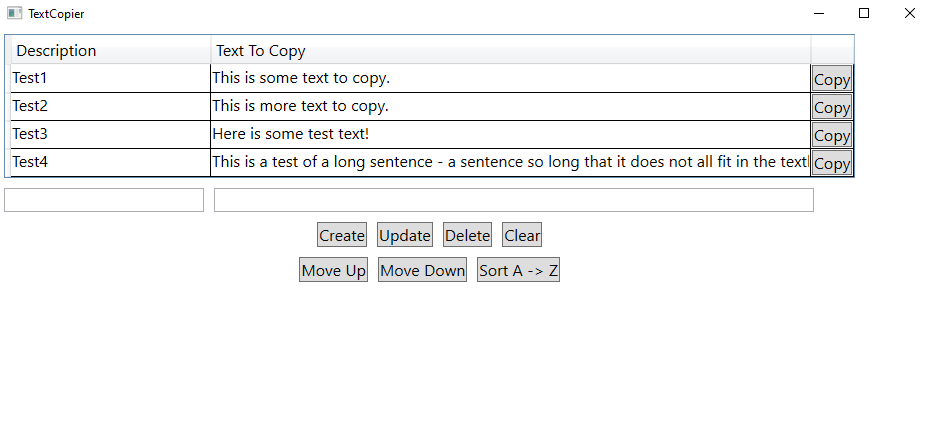 TextCopier
Description Text To Copy
Test1 This is some text to copy. Copy
Test2 This is more text to copy. Copy
Test3 Here is some test text! Copy
Test4 This is a test of a long sentence - a sentence so long that it does not all fit in the text Copy
Create Update Delete Clear
Move Up Move Down Sort A -> Z